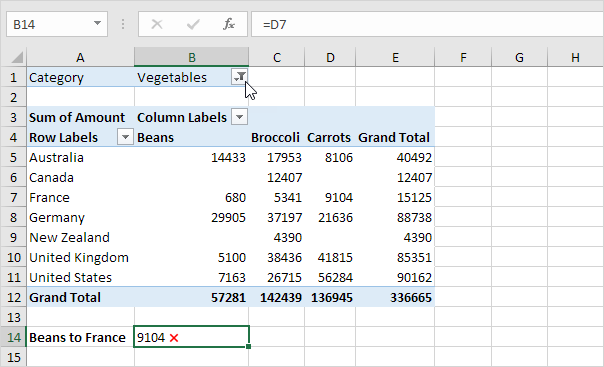 B14 =D7
A B C D E F G H
1 Category Vegetables
2
3 Sum of Amount Column Labels
4 Row Labels Beans Broccoli Carrots Grand Total
5 Australia 14433 17953 8106 40492
6 Canada 12407 12407
7 France 680 5341 9104 15125
8 Germany 29905 37197 21636 88738
9 New Zealand 4390 4390
10 United Kingdom 5100 38436 41815 85351
11 United States 7163 26715 56284 90162
12 Grand Total 57281 142439 136945 336665
13
14 Beans to France 9104
15